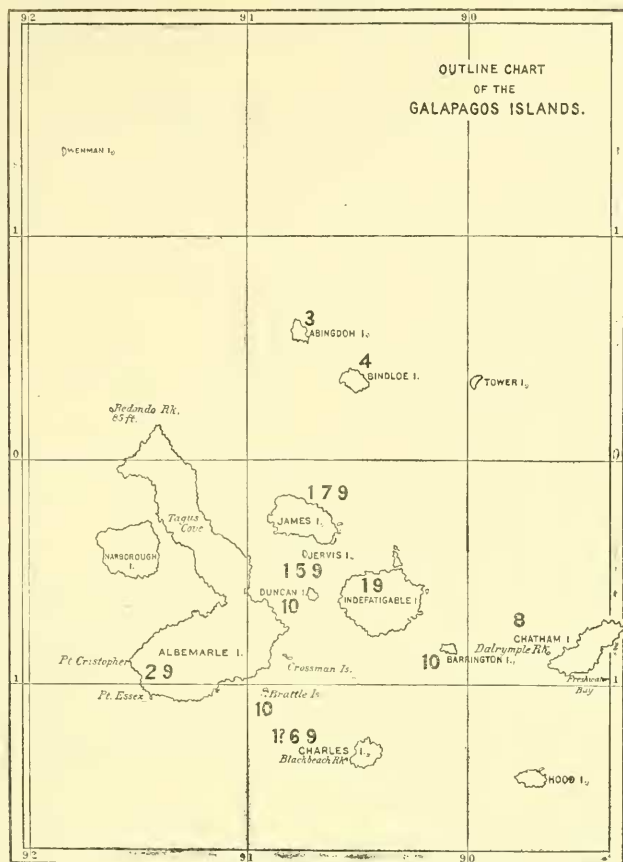 92 91 90
OUTLINE CHART
OF THE
GALAPAGOS ISLANDS.
WENMAN I.
1 1
3
ABINGDOM I.
4
BINDLOE I.
TOWER I.
Redondo Rk.
85 ft.
0 0
179
JAMES I.
Tagus
Cove
NARBOROUGH
I.
JERVIS I.
159
DUNCAN I.
10
19
INDEFATIGABLE I
8
CHATHAM I
Dalrymple Rk.
ALBEMARLE I.
Pt Cristopher
29
Crossman Is.
10
BARRINGTON I.
Freshwater
Bay
Pt. Essex
1 1
Brattle Is
10
1?69
CHARLES I.
Blackbeach Rk
HOOD I.
92 91 90